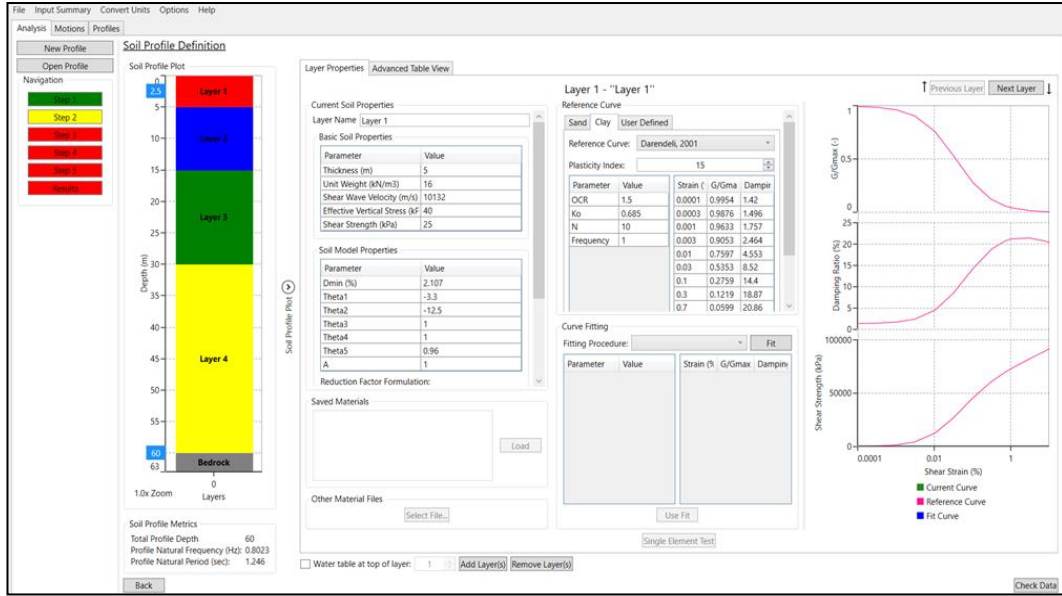 File Input Summary Convert Units Options Help
Analysis Motions Profiles
New Profile
Open Profile
Navigation
Step 1
Step 2
Step 3
Step 4
Step 5
Results
Soil Profile Definition
Soil Profile Plot
0
2.5
5
10
15
20
25
30
35
40
45
50
55
60
63
Depth (m)
Layer 1
Layer 2
Layer 3
Layer 4
Bedrock
0
1.0x Zoom Layers
Soil Profile Plot
Soil Profile Metrics
Total Profile Depth 60
Profile Natural Frequency (Hz): 0.8023
Profile Natural Period (sec): 1.246
Back
Layer Properties Advanced Table View
Layer 1 - "Layer 1"
Previous Layer Next Layer
Current Soil Properties
Layer Name Layer 1
Basic Soil Properties
Parameter Value
Thickness (m) 5
Unit Weight (kN/m3) 16
Shear Wave Velocity (m/s) 10132
Effective Vertical Stress (kF 40
Shear Strength (kPa) 25
Soil Model Properties
Parameter Value
Dmin (%) 2.107
Theta1 -3.3
Theta2 -12.5
Theta3 1
Theta4 1
Theta5 0.96
A 1
Reduction Factor Formulation:
Saved Materials
Load
Other Material Files
Select File...
Reference Curve
Sand Clay User Defined
Reference Curve: Darendeli, 2001
Plasticity Index: 15
Parameter Value
OCR 1.5
Ko 0.685
N 10
Frequency 1
Strain ( G/Gma Dampir
0.0001 0.9954 1.42
0.0003 0.9876 1.496
0.001 0.9633 1.757
0.003 0.9053 2.464
0.01 0.7597 4.553
0.03 0.5353 8.52
0.1 0.2759 14.4
0.3 0.1219 18.87
0.7 0.0599 20.86
Curve Fitting
Fitting Procedure: Fit
Parameter Value
Strain (% G/Gmax Damping
Use Fit
Single Element Test
Water table at top of layer: 1 Add Layer(s) Remove Layer(s)
G/Gmax (-)
1
0.5
0
Damping Ratio (%)
25
20
15
10
5
0
Shear Strength (kPa)
100000
50000
0
0.0001 0.01 1
Shear Strain (%)
Current Curve
Reference Curve
Fit Curve
Check Data